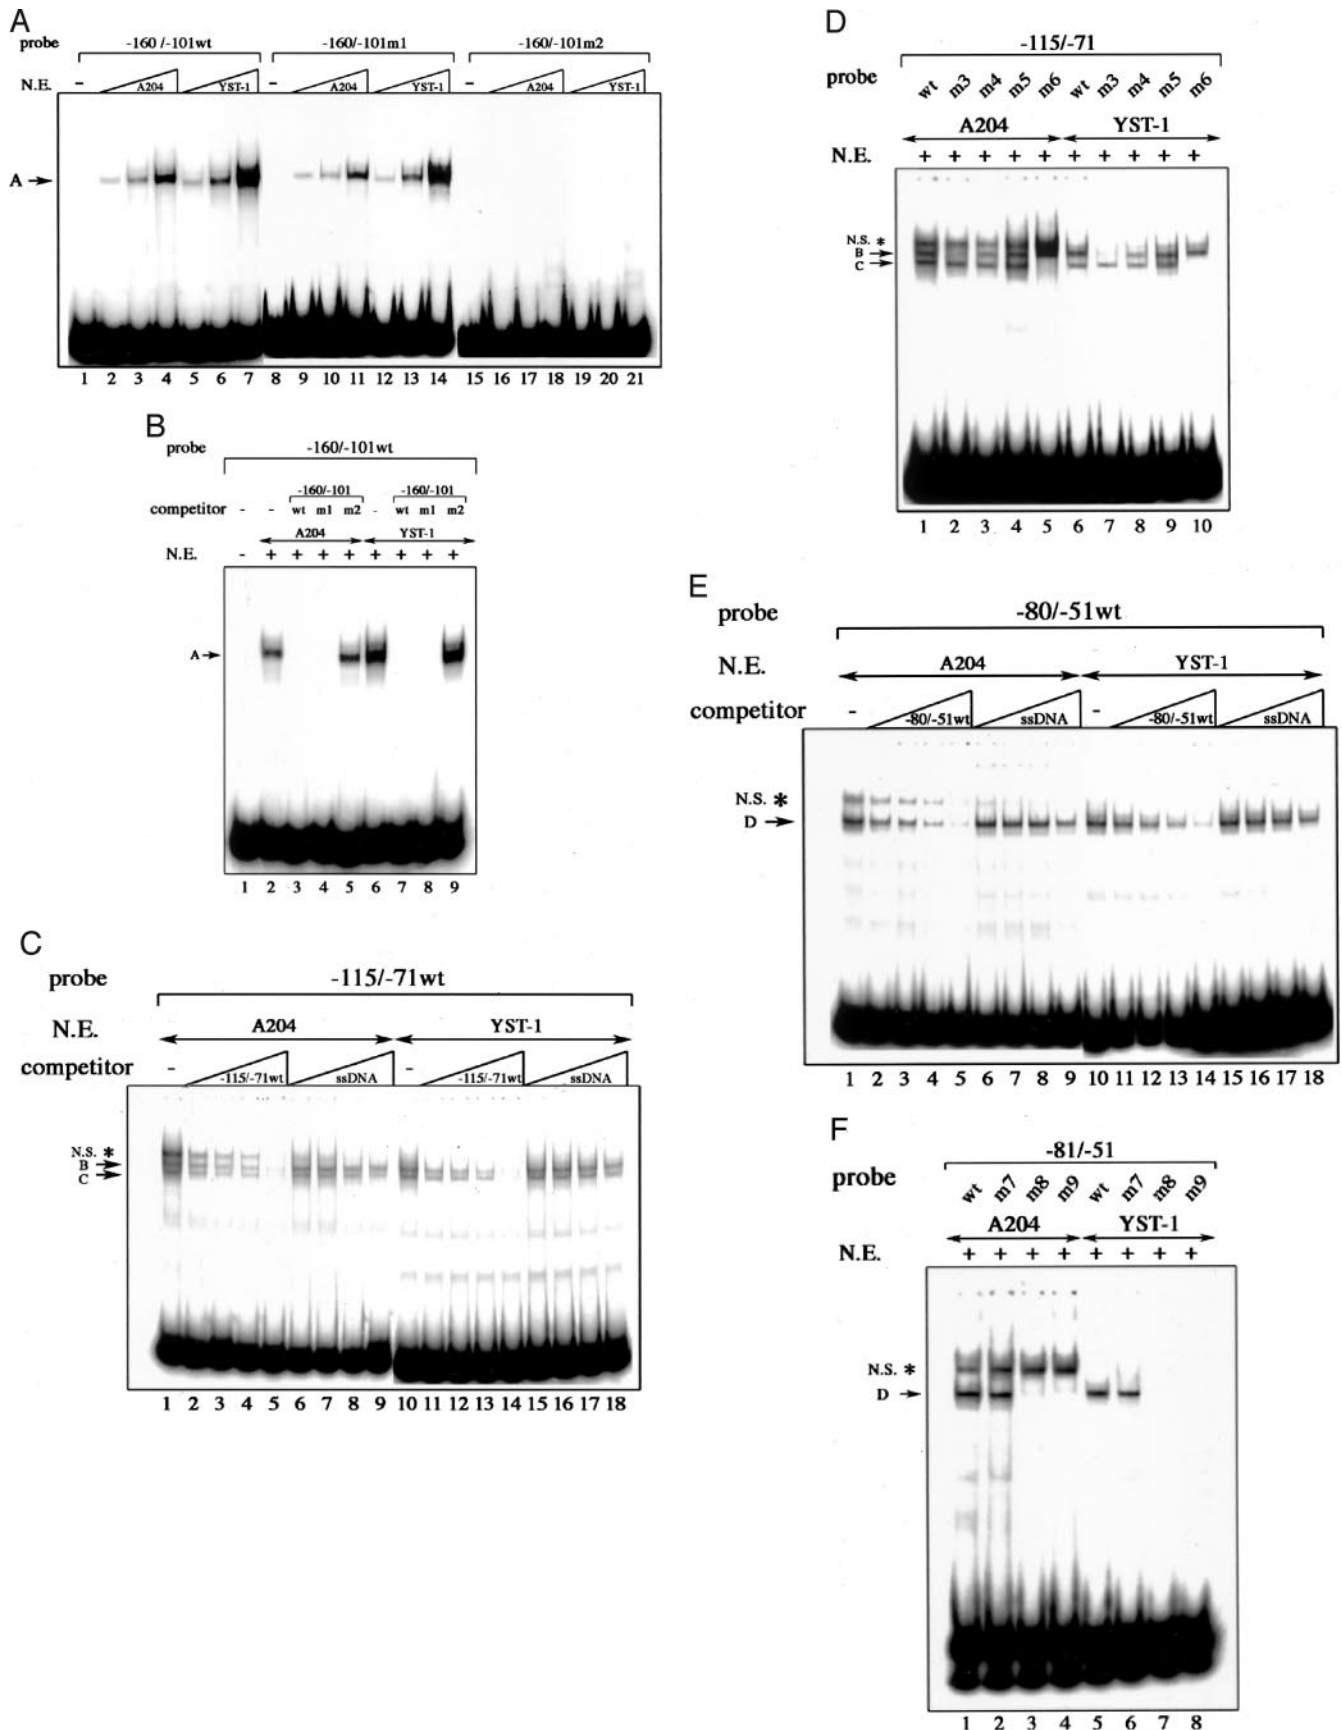 A
probe -160 /-101wt -160/-101m1 -160/-101m2
N.E. - A204 YST-1 - A204 YST-1 - A204 YST-1
A
1 2 3 4 5 6 7 8 9 10 11 12 13 14 15 16 17 18 19 20 21
B
probe -160/-101wt
-160/-101 -160/-101
competitor - - wt m1 m2 - wt m1 m2
A204 YST-1
N.E. - + + + + + + + +
A
1 2 3 4 5 6 7 8 9
C
probe -115/-71wt
N.E. A204 YST-1
competitor - -115/-71wt ssDNA - -115/-71wt ssDNA
N.S. *
B
C
1 2 3 4 5 6 7 8 9 10 11 12 13 14 15 16 17 18
D
-115/-71
probe wt m3 m4 m5 m6 wt m3 m4 m5 m6
A204 YST-1
N.E. + + + + + + + + + +
N.S. *
B
C
1 2 3 4 5 6 7 8 9 10
E
probe -80/-51wt
N.E. A204 YST-1
competitor - -80/-51wt ssDNA - -80/-51wt ssDNA
N.S. *
D
1 2 3 4 5 6 7 8 9 10 11 12 13 14 15 16 17 18
F
-81/-51
probe wt m7 m8 m9 wt m7 m8 m9
A204 YST-1
N.E. + + + + + + + +
N.S. *
D
1 2 3 4 5 6 7 8